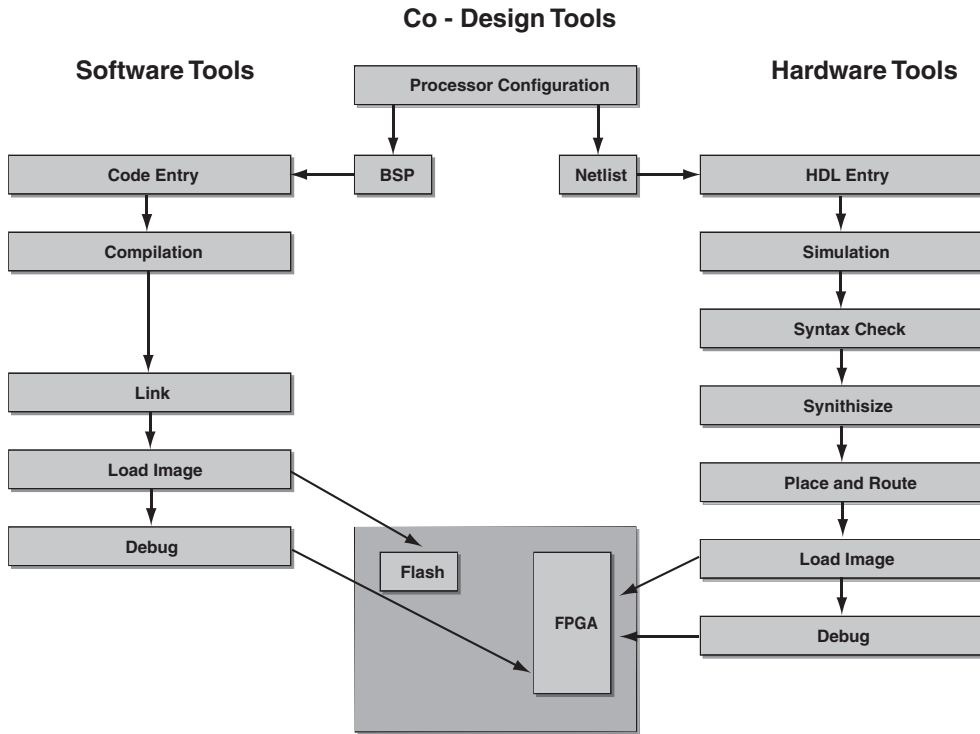 Co - Design Tools
Software Tools
Hardware Tools
Processor Configuration
Code Entry
BSP
Netlist
HDL Entry
Compilation
Simulation
Syntax Check
Link
Synithisize
Load Image
Place and Route
Debug
Flash
FPGA
Load Image
Debug